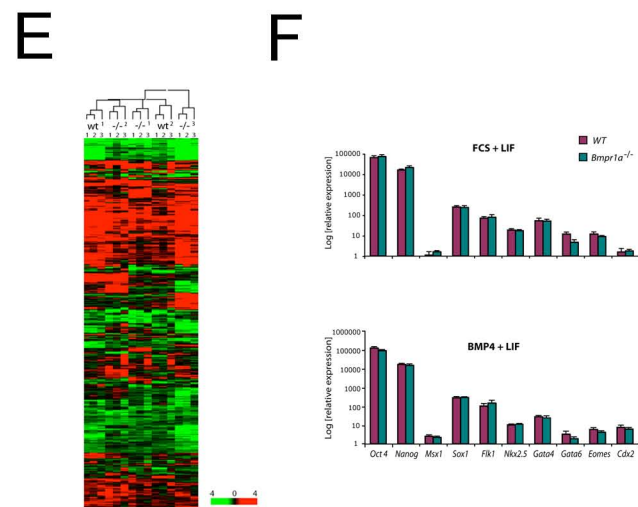 E
F
wt 1 -/- 2 -/- 1 wt 2 -/- 3
1 2 3 1 2 3 1 2 3 1 2 3 1 2 3
4 0 4
FCS + LIF
WT
Bmpr1a-/-
Log [relative expression]
100000
10000
1000
100
10
1
BMP4 + LIF
Log [relative expression]
1000000
100000
10000
1000
100
10
1
Oct 4 Nanog Msx1 Sox1 Flk1 Nkx2.5 Gata4 Gata6 Eomes Cdx2